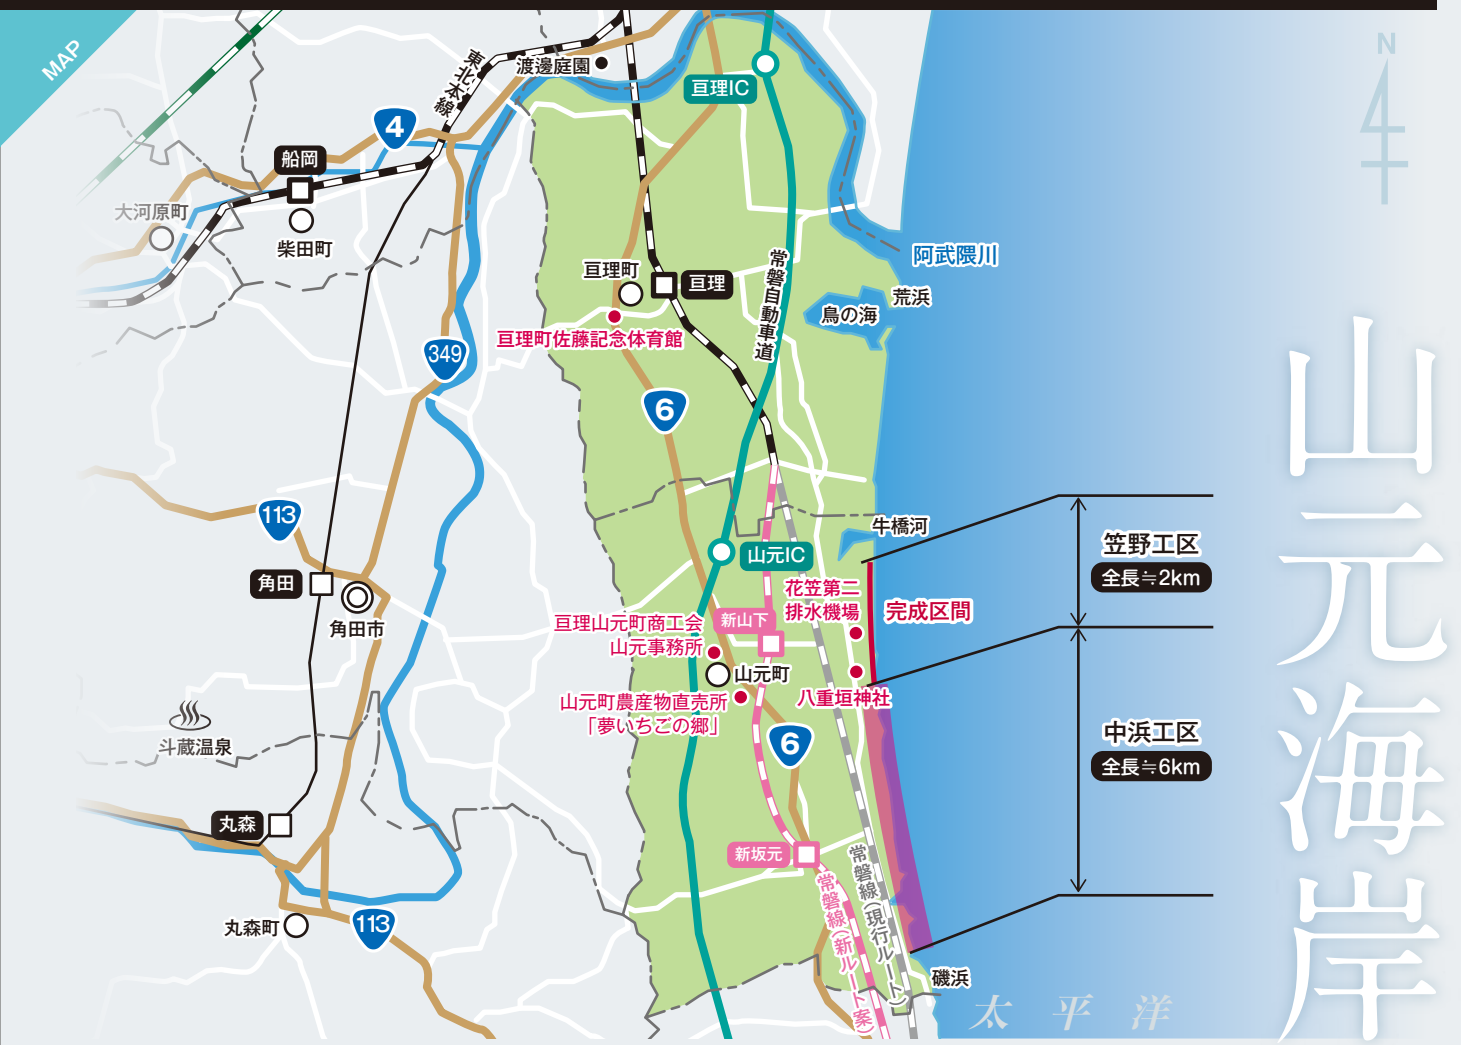 MAP
N
東北本線
渡邊庭園
亘理IC
4
船岡
大河原町
柴田町
阿武隈川
亘理町
亘理
常磐自動車道
荒浜
鳥の海
亘理町佐藤記念体育館
349
6
山元海岸
113
牛橋河
山元IC
笠野工区
全長≒2km
角田
花笠第二
排水機場
完成区間
角田市
亘理山元町商工会
山元事務所
新山下
山元町
八重垣神社
山元町農産物直売所
「夢いちごの郷」
斗蔵温泉
6
中浜工区
全長≒6km
丸森
新坂元
常磐線(現行ルート)
常磐線(新ルート案)
丸森町
113
磯浜
太平洋